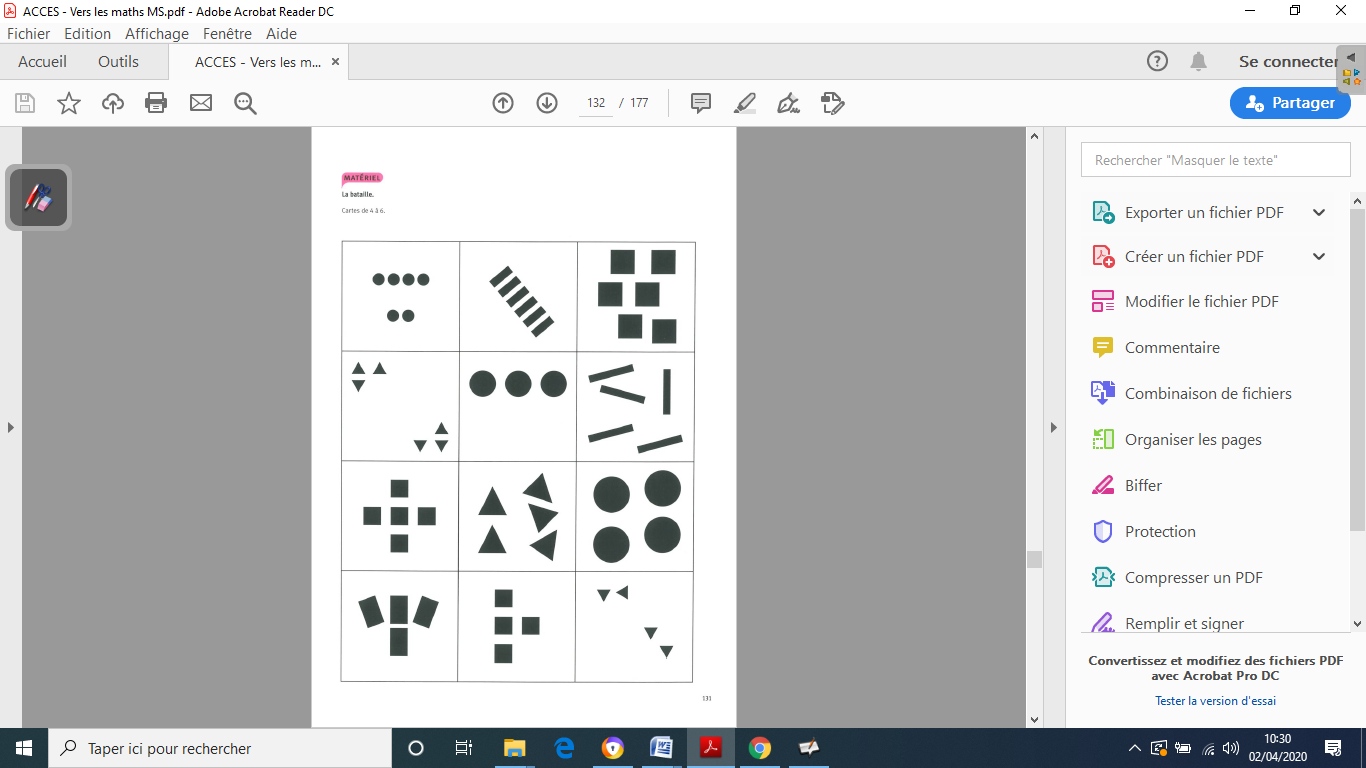 ACCES - Vers les maths MS.pdf - Adobe Acrobat Reader DC
Fichier Edition Affichage Fenêtre Aide
Accueil Outils ACCES - Vers les m... ×
Se connecter
132 / 177
Partager
MATÉRIEL
La bataille.
Cartes de 4 à 6.
131
Rechercher "Masquer le texte"
Exporter un fichier PDF
Créer un fichier PDF
Modifier le fichier PDF
Commentaire
Combinaison de fichiers
Organiser les pages
Biffer
Protection
Compresser un PDF
Remplir et signer
Convertissez et modifiez des fichiers PDF
avec Acrobat Pro DC
Tester la version d'essai
Taper ici pour rechercher
10:30
02/04/2020